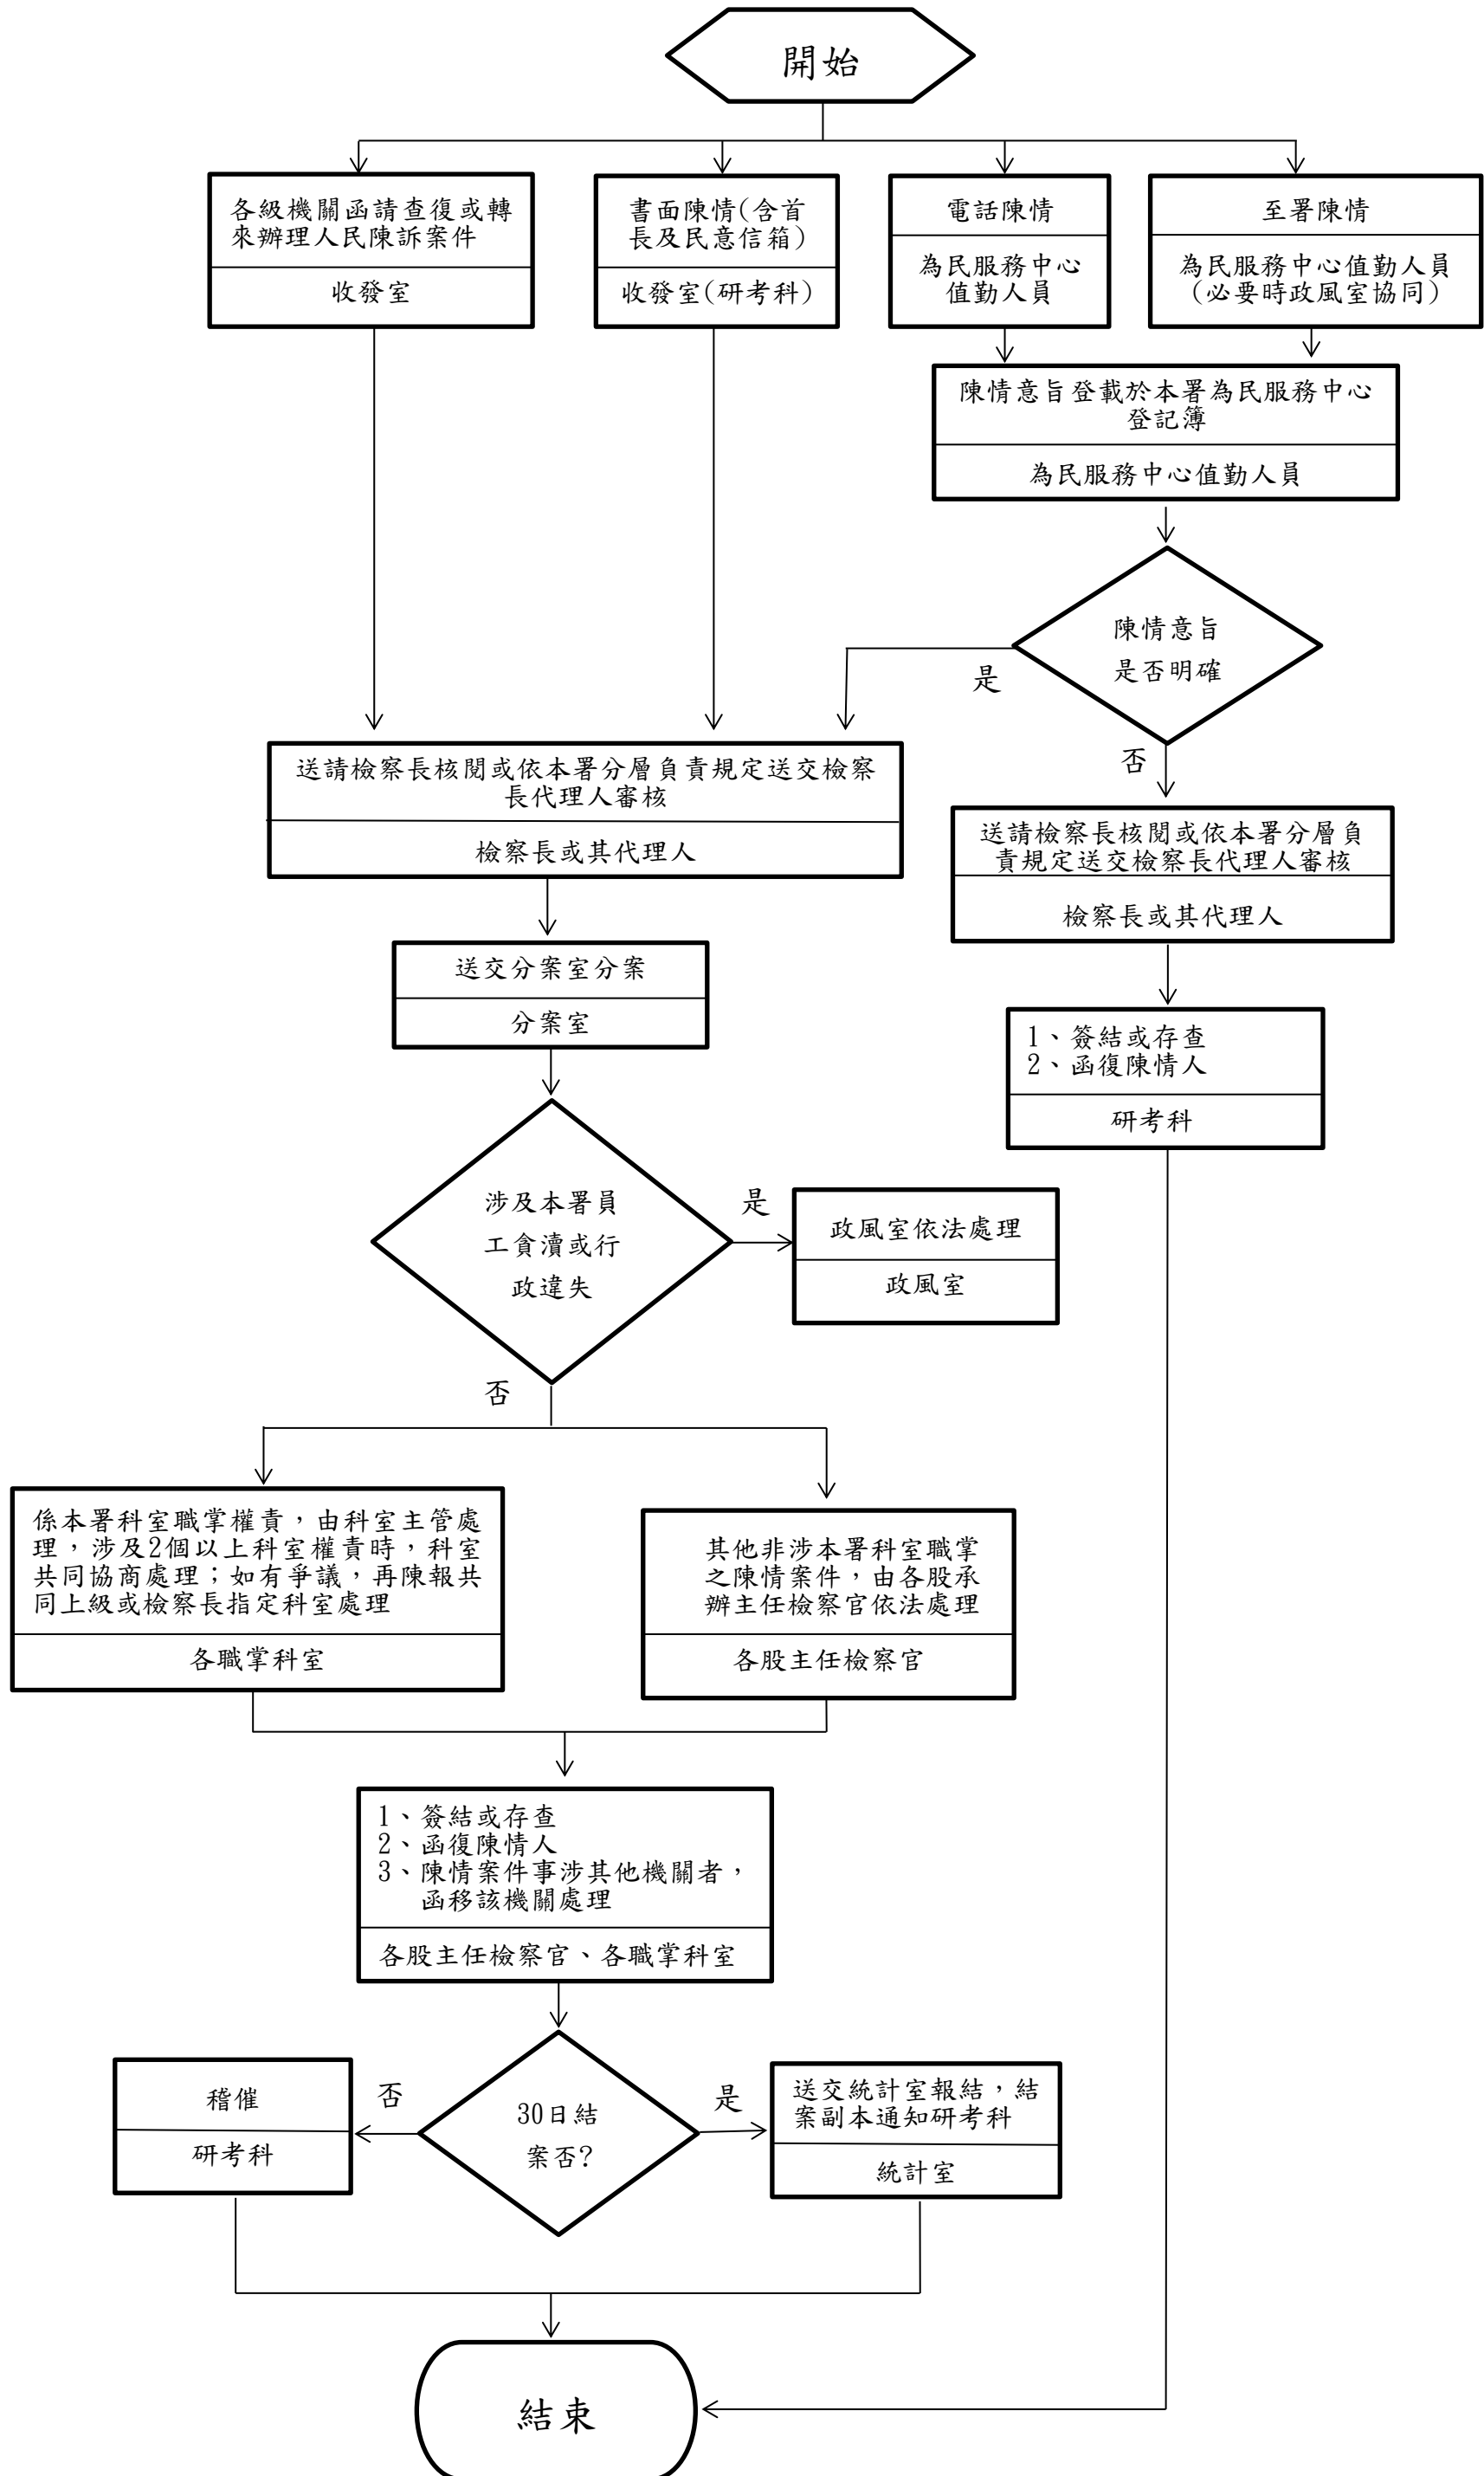 開始
各級機關函請查復或轉
來辦理人民陳訴案件
收發室
書面陳情(含首
長及民意信箱)
收發室(研考科)
電話陳情
為民服務中心
值勤人員
至署陳情
為民服務中心值勤人員
(必要時政風室協同)
陳情意旨登載於本署為民服務中心
登記簿
為民服務中心值勤人員
陳情意旨
是否明確
是
否
送請檢察長核閱或依本署分層負責規定送交檢察
長代理人審核
檢察長或其代理人
送請檢察長核閱或依本署分層負
責規定送交檢察長代理人審核
檢察長或其代理人
送交分案室分案
分案室
1、簽結或存查
2、函復陳情人
研考科
涉及本署員
工貪瀆或行
政違失
是
政風室依法處理
政風室
否
係本署科室職掌權責，由科室主管處
理，涉及2個以上科室權責時，科室
共同協商處理；如有爭議，再陳報共
同上級或檢察長指定科室處理
各職掌科室
其他非涉本署科室職掌
之陳情案件，由各股承
辦主任檢察官依法處理
各股主任檢察官
1、簽結或存查
2、函復陳情人
3、陳情案件事涉其他機關者，
函移該機關處理
各股主任檢察官、各職掌科室
30日結
案否?
否
稽催
研考科
是
送交統計室報結，結
案副本通知研考科
統計室
結束